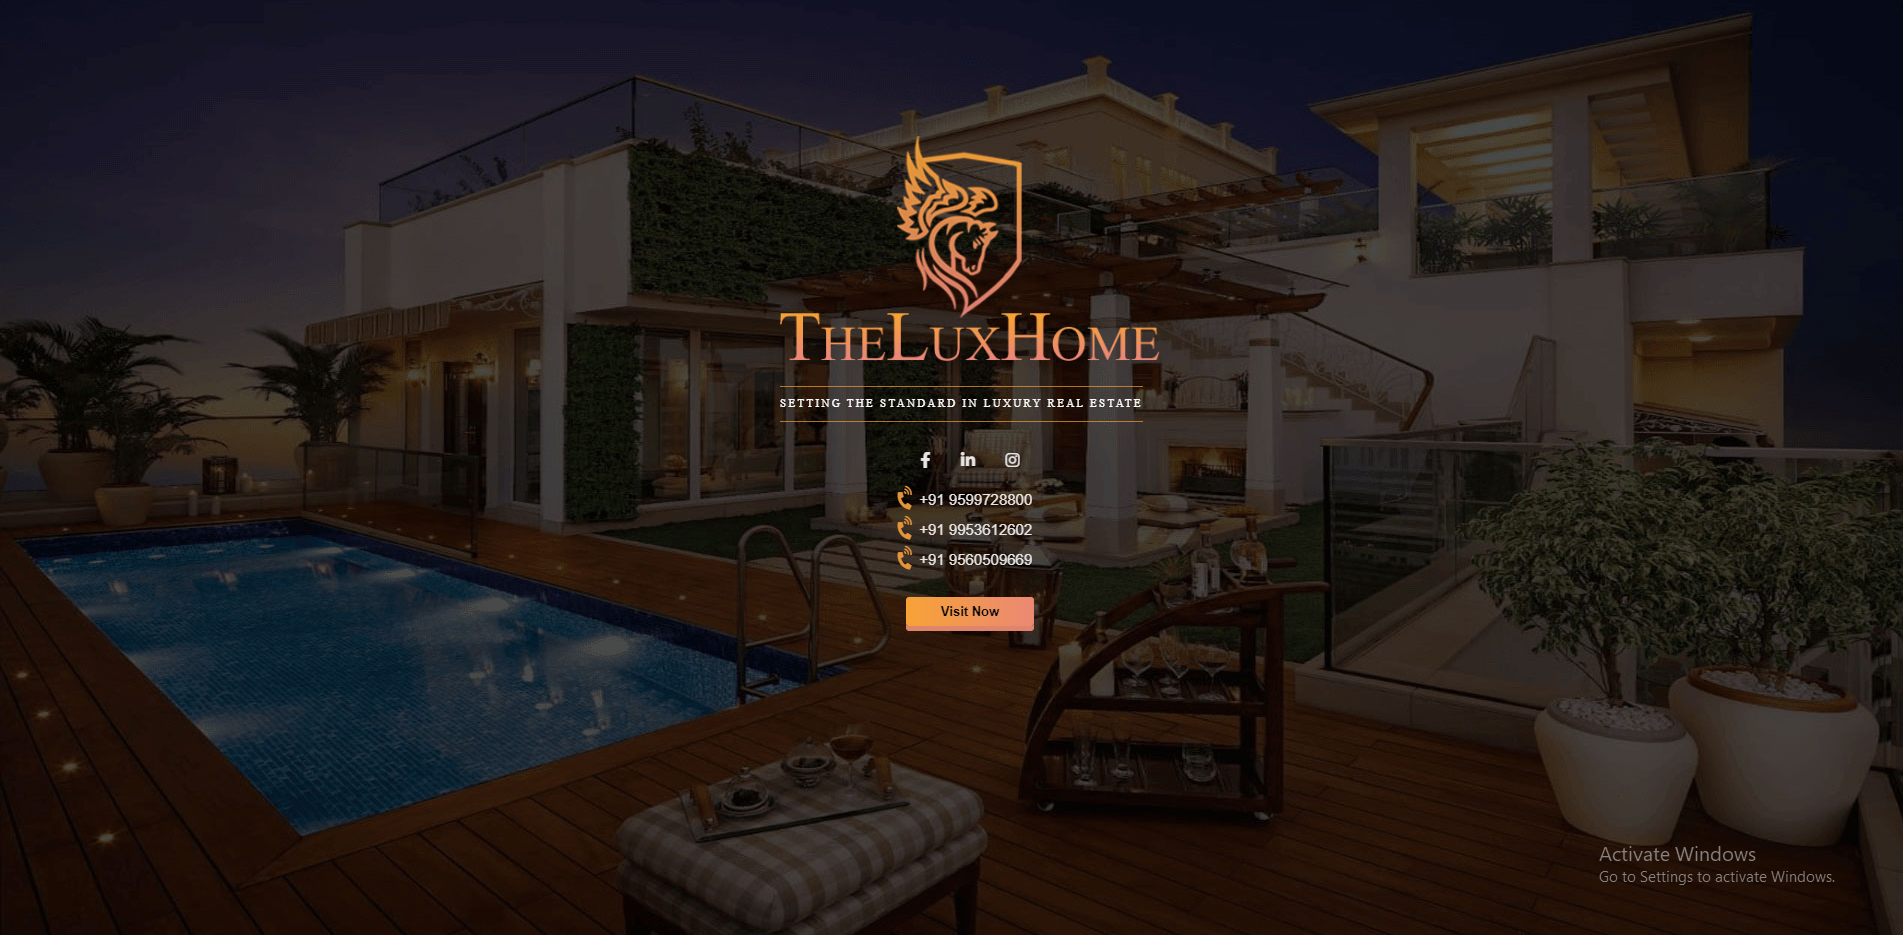 THELUXHOME
SETTING THE STANDARD IN LUXURY REAL ESTATE
+91 9599728800
+91 9953612602
+91 9560509669
Visit Now
Activate Windows
Go to Settings to activate Windows.